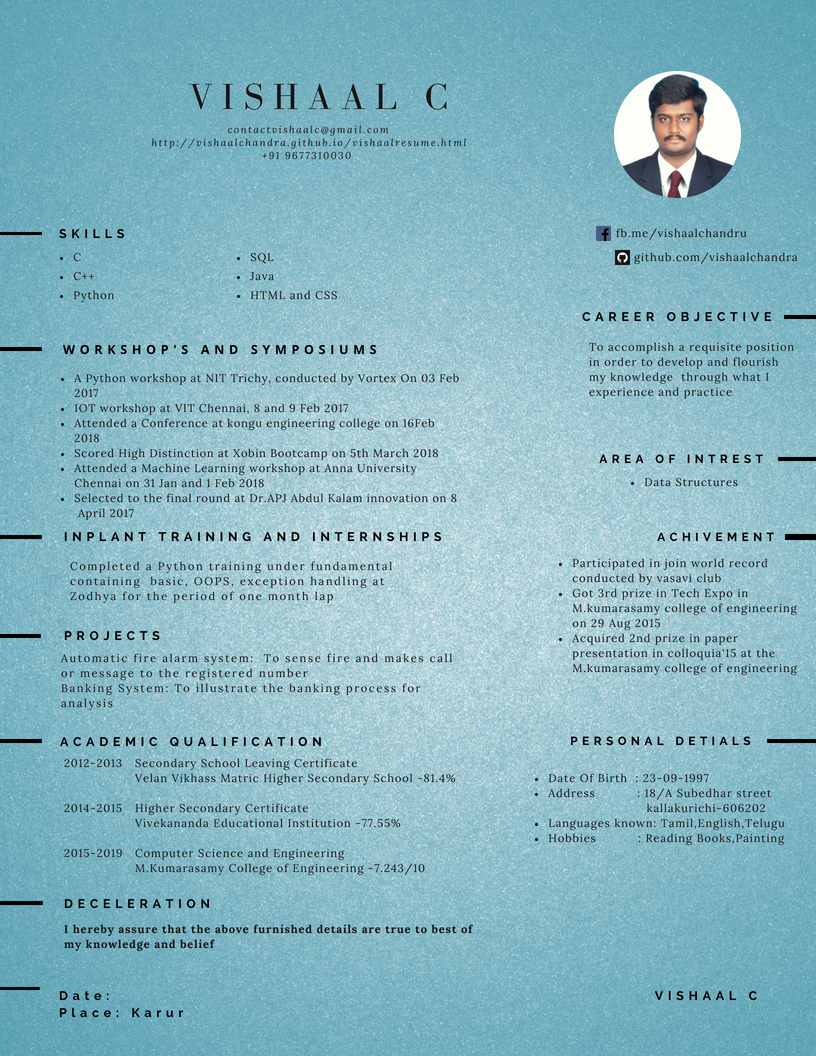 VISHAAL C
contactvishaalc@gmail.com
http://vishaalchandra.github.io/vishaalresume.html
+91 9677310030
fb.me/vishaalchandru
github.com/vishaalchandra
SKILLS
• C
• C++
• Python
• SQL
• Java
• HTML and CSS
WORKSHOP'S AND SYMPOSIUMS
• A Python workshop at NIT Trichy, conducted by Vortex On 03 Feb
2017
• IOT workshop at VIT Chennai, 8 and 9 Feb 2017
• Attended a Conference at kongu engineering college on 16Feb
2018
• Scored High Distinction at Xobin Bootcamp on 5th March 2018
• Attended a Machine Learning workshop at Anna University
Chennai on 31 Jan and 1 Feb 2018
• Selected to the final round at Dr.APJ Abdul Kalam innovation on 8
April 2017
INPLANT TRAINING AND INTERNSHIPS
Completed a Python training under fundamental
containing basic, OOPS, exception handling at
Zodhya for the period of one month lap
PROJECTS
Automatic fire alarm system: To sense fire and makes call
or message to the registered number
Banking System: To illustrate the banking process for
analysis
ACADEMIC QUALIFICATION
2012-2013 Secondary School Leaving Certificate
Velan Vikhass Matric Higher Secondary School -81.4%
2014-2015 Higher Secondary Certificate
Vivekananda Educational Institution -77.55%
2015-2019 Computer Science and Engineering
M.Kumarasamy College of Engineering -7.243/10
DECELERATION
I hereby assure that the above furnished details are true to best of
my knowledge and belief
Date:
Place: Karur
CAREER OBJECTIVE
To accomplish a requisite position
in order to develop and flourish
my knowledge through what I
experience and practice
AREA OF INTREST
• Data Structures
ACHIVEMENT
• Participated in join world record
conducted by vasavi club
• Got 3rd prize in Tech Expo in
M.kumarasamy college of engineering
on 29 Aug 2015
• Acquired 2nd prize in paper
presentation in colloquia'15 at the
M.kumarasamy college of engineering
PERSONAL DETIALS
• Date Of Birth : 23-09-1997
• Address : 18/A Subedhar street
kallakurichi-606202
• Languages known: Tamil,English,Telugu
• Hobbies : Reading Books,Painting
VISHAAL C